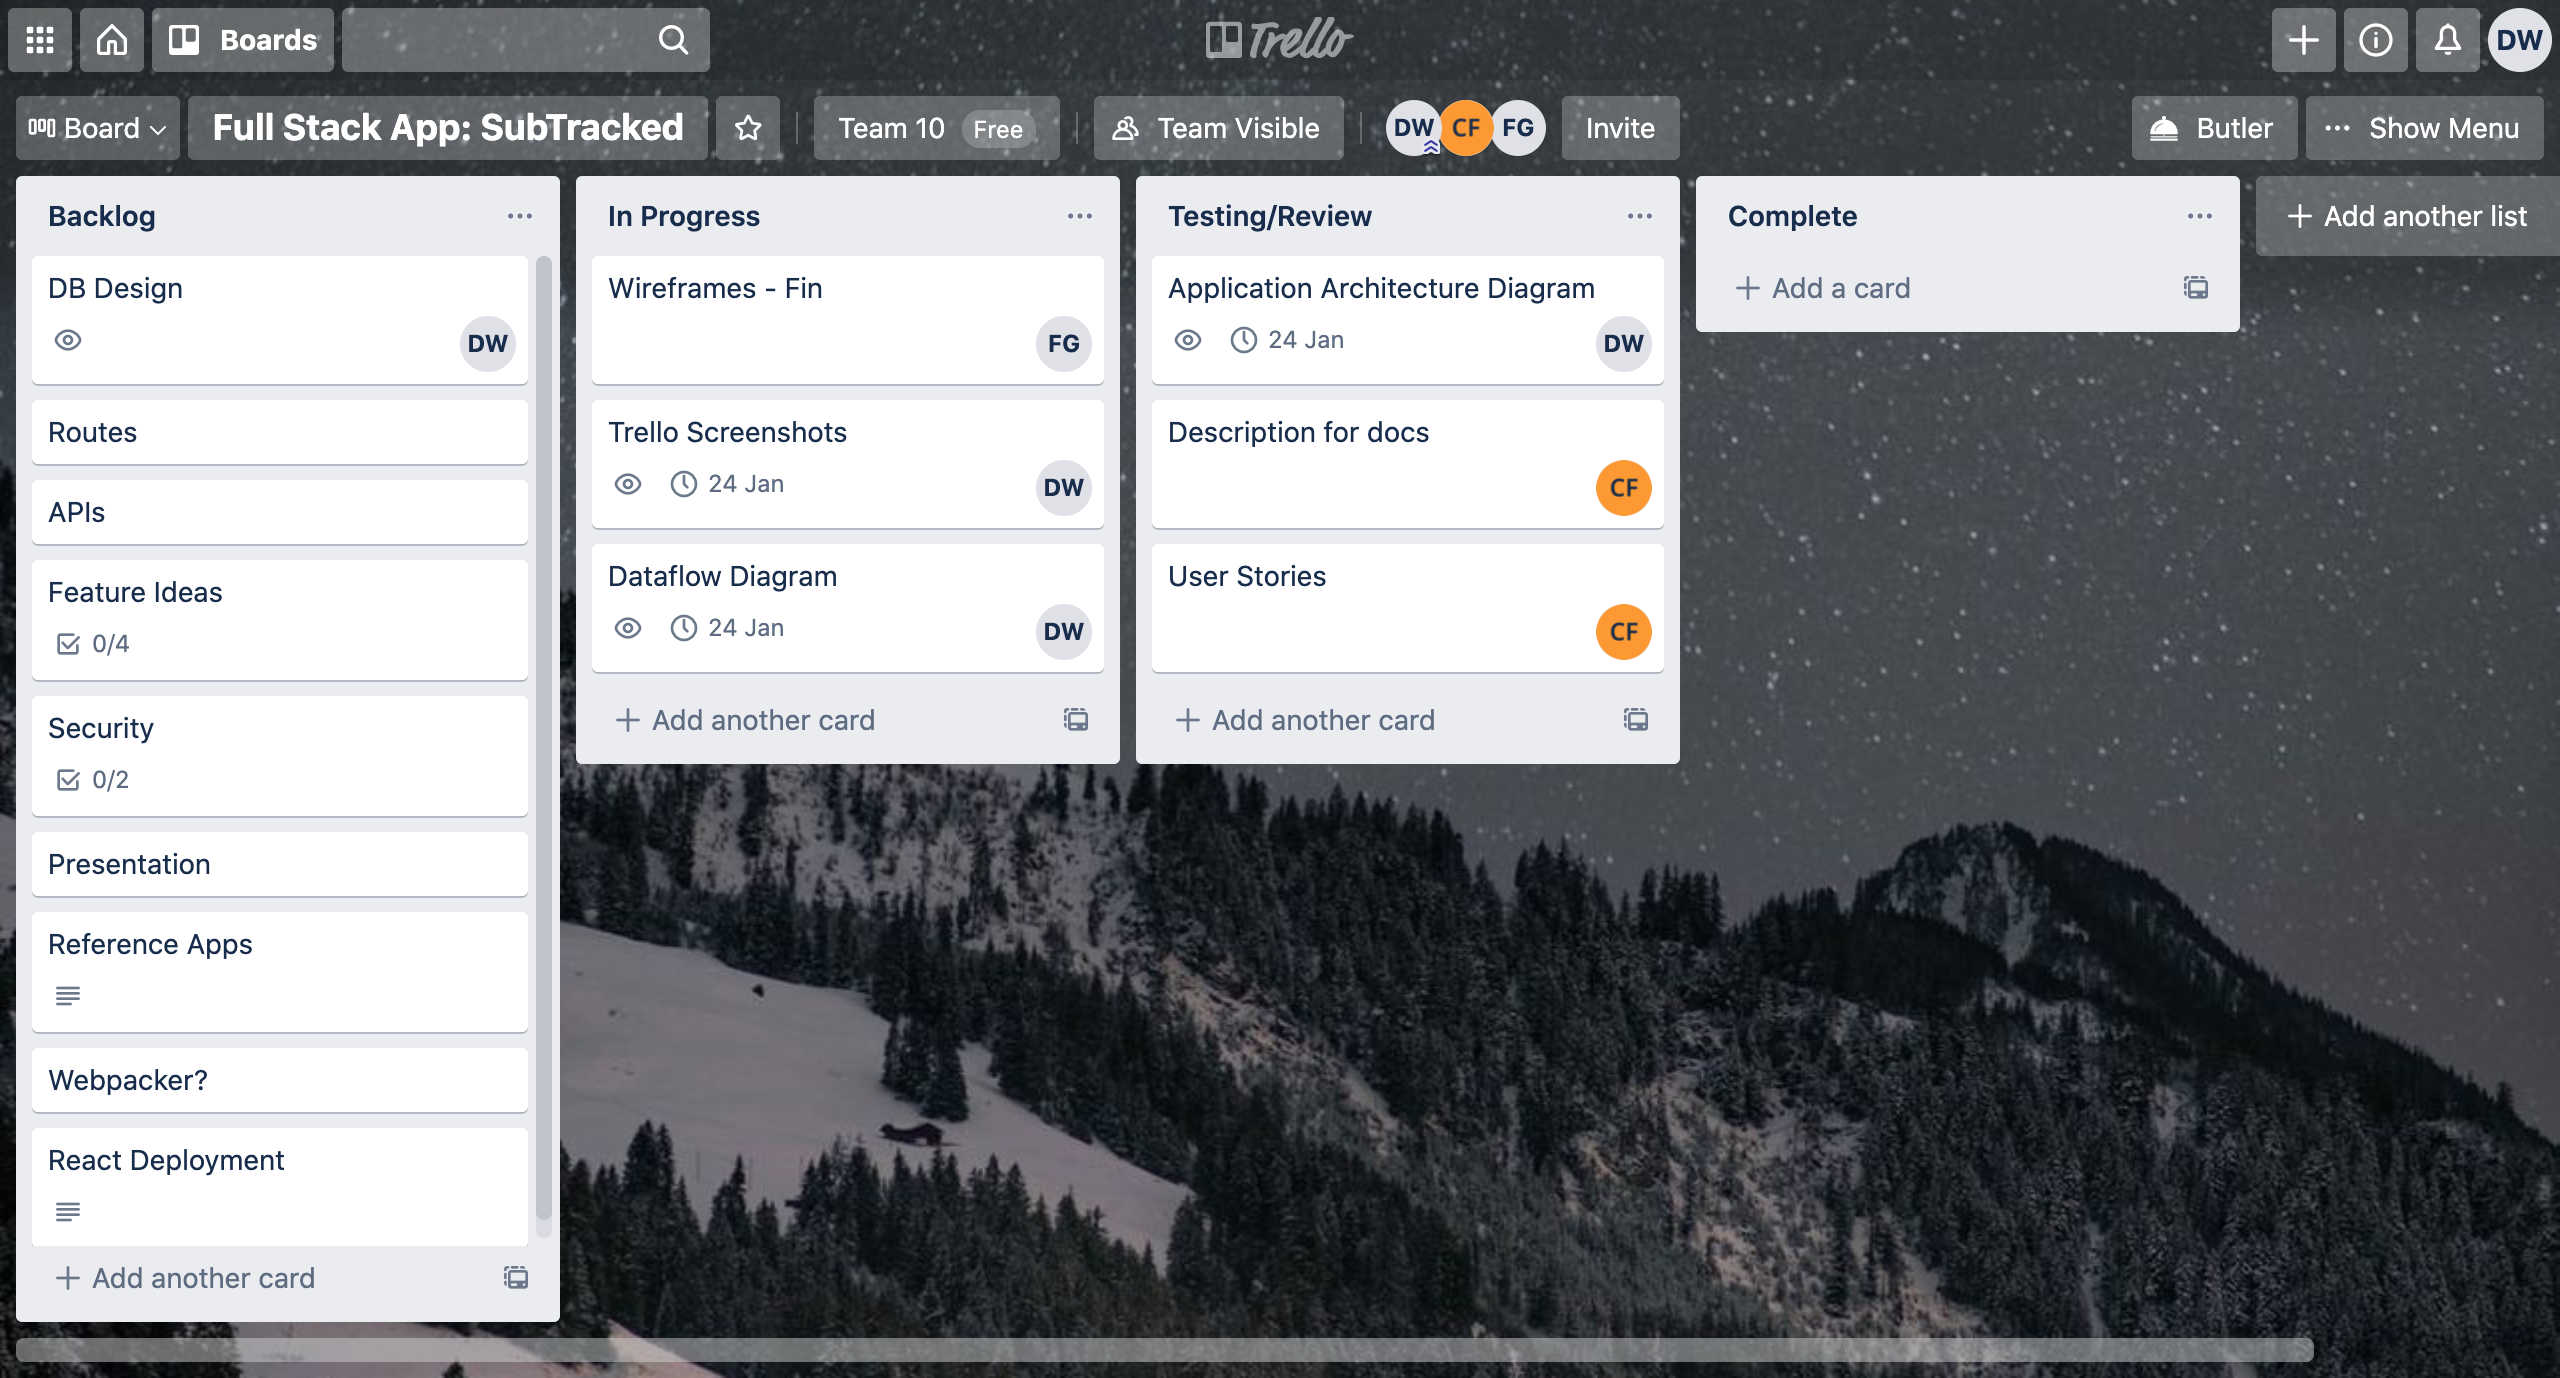 Boards
Trello
DW
Board
Full Stack App: SubTracked
Team 10 Free
Team Visible
DW CF FG
Invite
Butler
Show Menu
Backlog
DB Design
DW
Routes
APIs
Feature Ideas
0/4
Security
0/2
Presentation
Reference Apps
Webpacker?
React Deployment
Add another card
In Progress
Wireframes - Fin
FG
Trello Screenshots
24 Jan
DW
Dataflow Diagram
24 Jan
DW
Add another card
Testing/Review
Application Architecture Diagram
24 Jan
DW
Description for docs
CF
User Stories
CF
Add another card
Complete
Add a card
Add another list